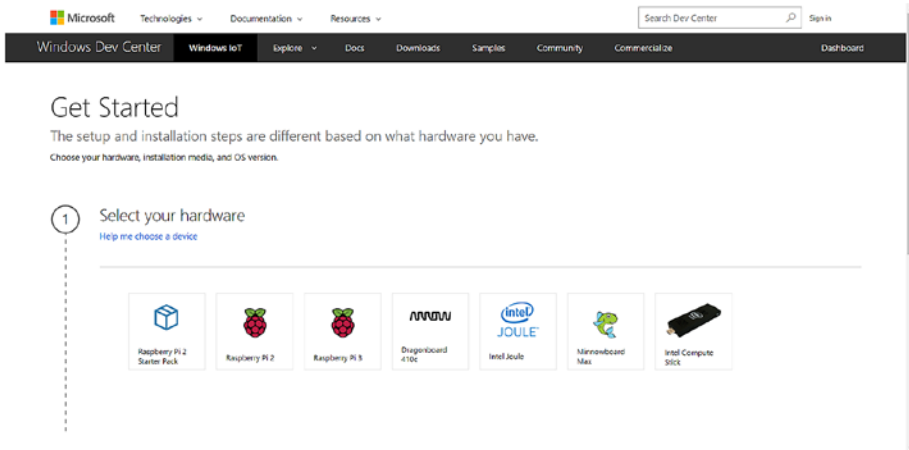 Microsoft Technologies Documentation Resources Search Dev Center Sign in
Windows Dev Center Windows IoT Explore Docs Downloads Samples Community Commercialize Dashboard
Get Started
The setup and installation steps are different based on what hardware you have.
Choose your hardware, installation media, and OS version.
1 Select your hardware
Help me choose a device
intel
JOULE
Raspberry Pi 2
Starter Pack
Raspberry Pi 2
Raspberry Pi 3
Dragonboard
410c
Intel Joule
Minnowboard
Max
Intel Compute
Stick